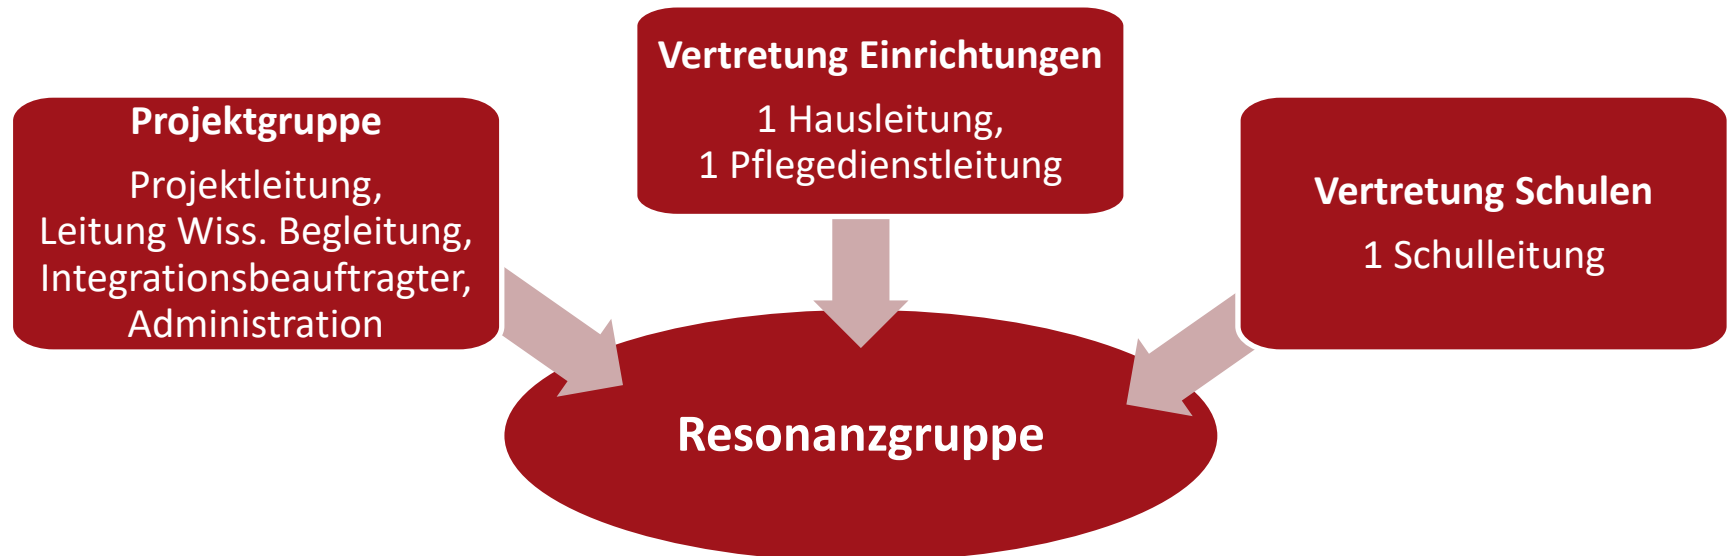 Projektgruppe
Projektleitung,
Leitung Wiss. Begleitung,
Integrationsbeauftragter,
Administration
Vertretung Einrichtungen
1 Hausleitung,
1 Pflegedienstleitung
Vertretung Schulen
1 Schulleitung
Resonanzgruppe